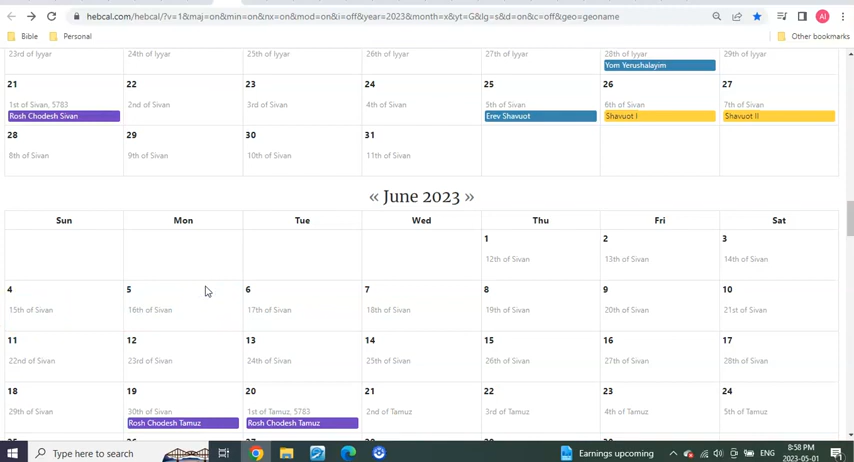 hebcal.com/hebcal/?v=1&maj=on&min=on&nx=on&mod=on&i=off&year=2023&month=x&yt=G&lg=s&d=on&c=off&geo=geoname
AI
Bible Personal Other bookmarks
23rd of Iyyar 24th of Iyyar 25th of Iyyar 26th of Iyyar 27th of Iyyar 28th of Iyyar 29th of Iyyar
Yom Yerushalayim
21 22 23 24 25 26 27
1st of Sivan, 5783 2nd of Sivan 3rd of Sivan 4th of Sivan 5th of Sivan 6th of Sivan 7th of Sivan
Rosh Chodesh Sivan Erev Shavuot Shavuot I Shavuot II
28 29 30 31
8th of Sivan 9th of Sivan 10th of Sivan 11th of Sivan
« June 2023 »
Sun Mon Tue Wed Thu Fri Sat
1 2 3
12th of Sivan 13th of Sivan 14th of Sivan
4 5 6 7 8 9 10
15th of Sivan 16th of Sivan 17th of Sivan 18th of Sivan 19th of Sivan 20th of Sivan 21st of Sivan
11 12 13 14 15 16 17
22nd of Sivan 23rd of Sivan 24th of Sivan 25th of Sivan 26th of Sivan 27th of Sivan 28th of Sivan
18 19 20 21 22 23 24
29th of Sivan 30th of Sivan 1st of Tamuz, 5783 2nd of Tamuz 3rd of Tamuz 4th of Tamuz 5th of Tamuz
Rosh Chodesh Tamuz Rosh Chodesh Tamuz
Type here to search Earnings upcoming ENG 8:58 PM
2023-05-01